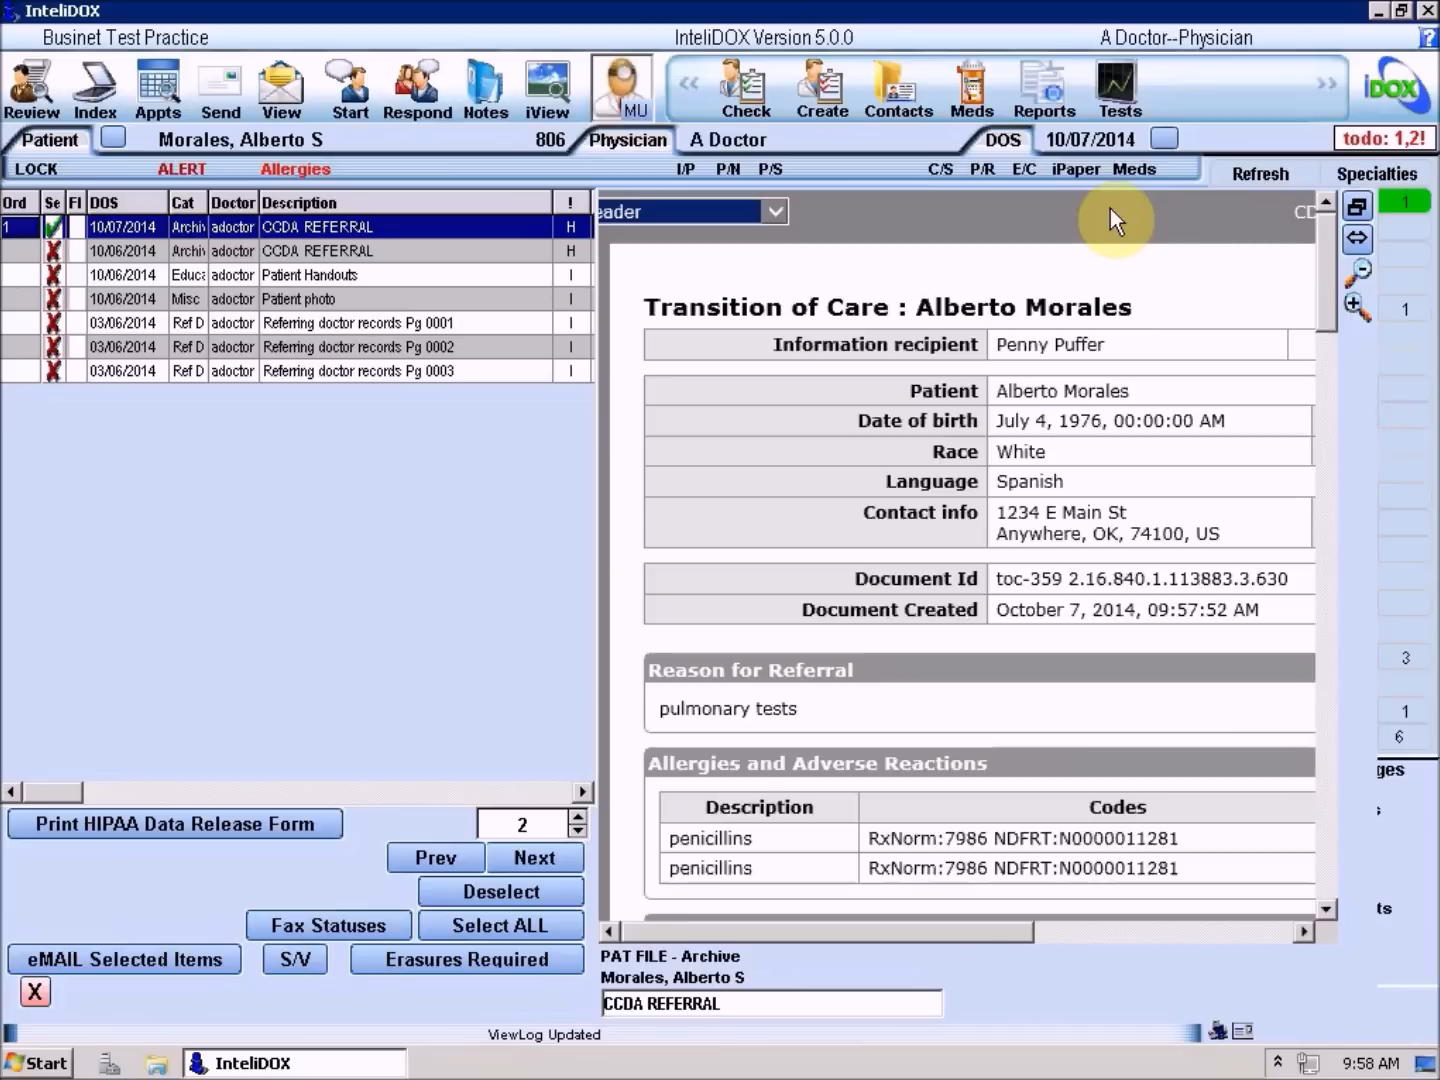 InteliDOX
Businet Test Practice InteliDOX Version 5.0.0 A Doctor--Physician ?
Review Index Appts Send View Start Respond Notes iView MU Check Create Contacts Meds Reports Tests iDOX
Patient Morales, Alberto S 806 Physician A Doctor DOS 10/07/2014 todo: 1,2!
LOCK ALERT Allergies I/P P/N P/S C/S P/R E/C iPaper Meds Refresh Specialties
Ord Se Fl DOS Cat Doctor Description !
1 10/07/2014 Archiv adoctor CCDA REFERRAL H
10/06/2014 Archiv adoctor CCDA REFERRAL H
10/06/2014 Educa adoctor Patient Handouts I
10/06/2014 Misc adoctor Patient photo I
03/06/2014 Ref D adoctor Referring doctor records Pg 0001 I
03/06/2014 Ref D adoctor Referring doctor records Pg 0002 I
03/06/2014 Ref D adoctor Referring doctor records Pg 0003 I
eader CD
Transition of Care : Alberto Morales
Information recipient Penny Puffer
Patient Alberto Morales
Date of birth July 4, 1976, 00:00:00 AM
Race White
Language Spanish
Contact info 1234 E Main St
Anywhere, OK, 74100, US
Document Id toc-359 2.16.840.1.113883.3.630
Document Created October 7, 2014, 09:57:52 AM
Reason for Referral
pulmonary tests
Allergies and Adverse Reactions
Description Codes
penicillins RxNorm:7986 NDFRT:N0000011281
penicillins RxNorm:7986 NDFRT:N0000011281
1
1
3
1
6
ges
ts
Print HIPAA Data Release Form 2
Prev Next
Deselect
Fax Statuses Select ALL
eMAIL Selected Items S/V Erasures Required
X
PAT FILE - Archive
Morales, Alberto S
CCDA REFERRAL
ViewLog Updated
Start InteliDOX 9:58 AM